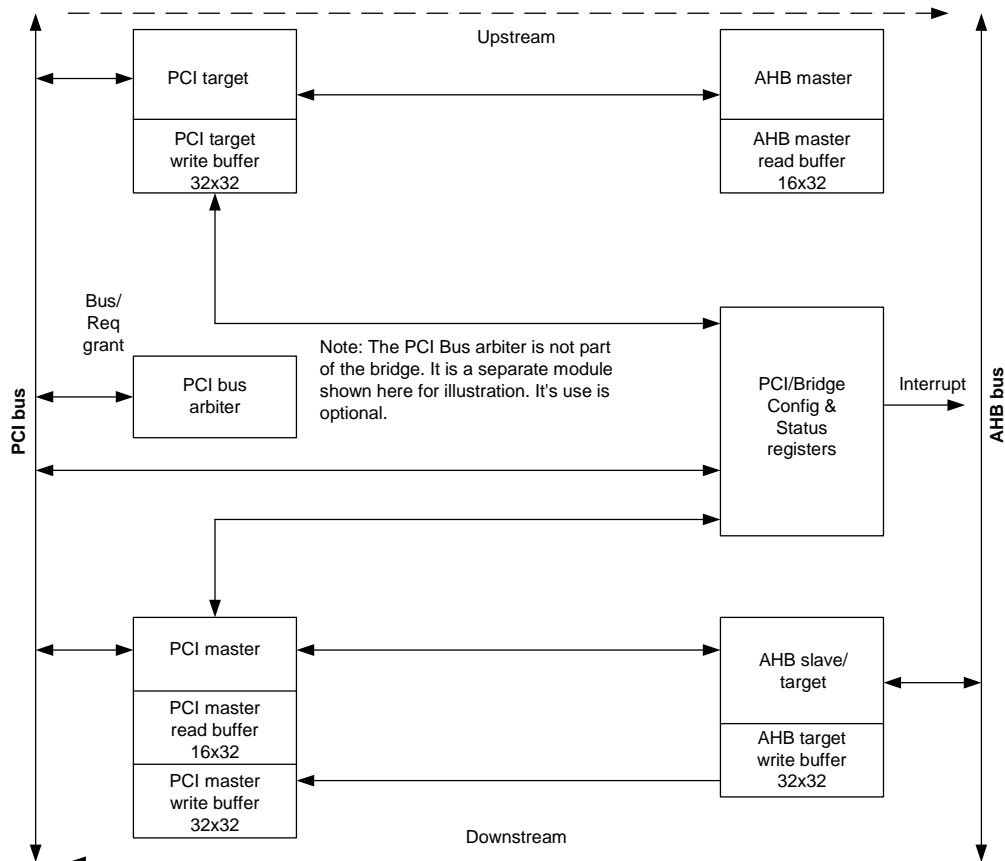 Upstream
PCI target
AHB master
PCI target
write buffer
32x32
AHB master
read buffer
16x32
Bus/
Req
grant
PCI bus
arbiter
Note: The PCI Bus arbiter is not part
of the bridge. It is a separate module
shown here for illustration. It's use is
optional.
PCI/Bridge
Config &
Status
registers
Interrupt
PCI bus
AHB bus
PCI master
AHB slave/
target
PCI master
read buffer
16x32
AHB target
write buffer
32x32
PCI master
write buffer
32x32
Downstream